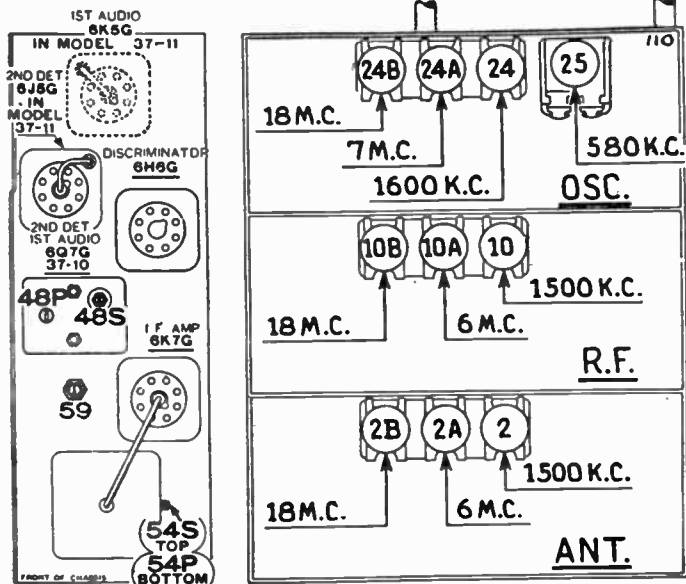 1ST AUDIO
6K5G
IN MODEL 37-11
2ND DET
6J5G
IN
MODEL
37-11
DISCRIMINATOR
6H6G
2ND DET
1ST AUDIO
6Q7G
37-10
48P
48S
I.F. AMP
6K7G
59
54S
TOP
54P
BOTTOM
FRONT OF CHASSIS
110
24B
24A
24
25
18 M.C.
7 M.C.
1600 K.C.
580 K.C.
OSC.
10B
10A
10
1500 K.C.
18 M.C.
6 M.C.
R.F.
2B
2A
2
1500 K.C.
18 M.C.
6 M.C.
ANT.